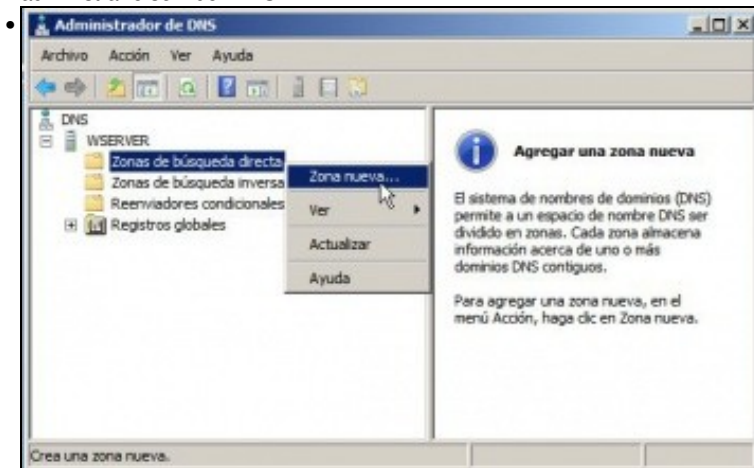 Administrador de DNS
Archivo Acción Ver Ayuda
DNS
WSERVER
Zonas de búsqueda directa
Zonas de búsqueda inversa
Reenviadores condicionales
Registros globales
Zona nueva...
Ver
Actualizar
Ayuda
Agregar una zona nueva
El sistema de nombres de dominios (DNS)
permite a un espacio de nombre DNS ser
dividido en zonas. Cada zona almacena
información acerca de uno o más
dominios DNS contiguos.
Para agregar una zona nueva, en el
menú Acción, haga clic en Zona nueva.
Crea una zona nueva.